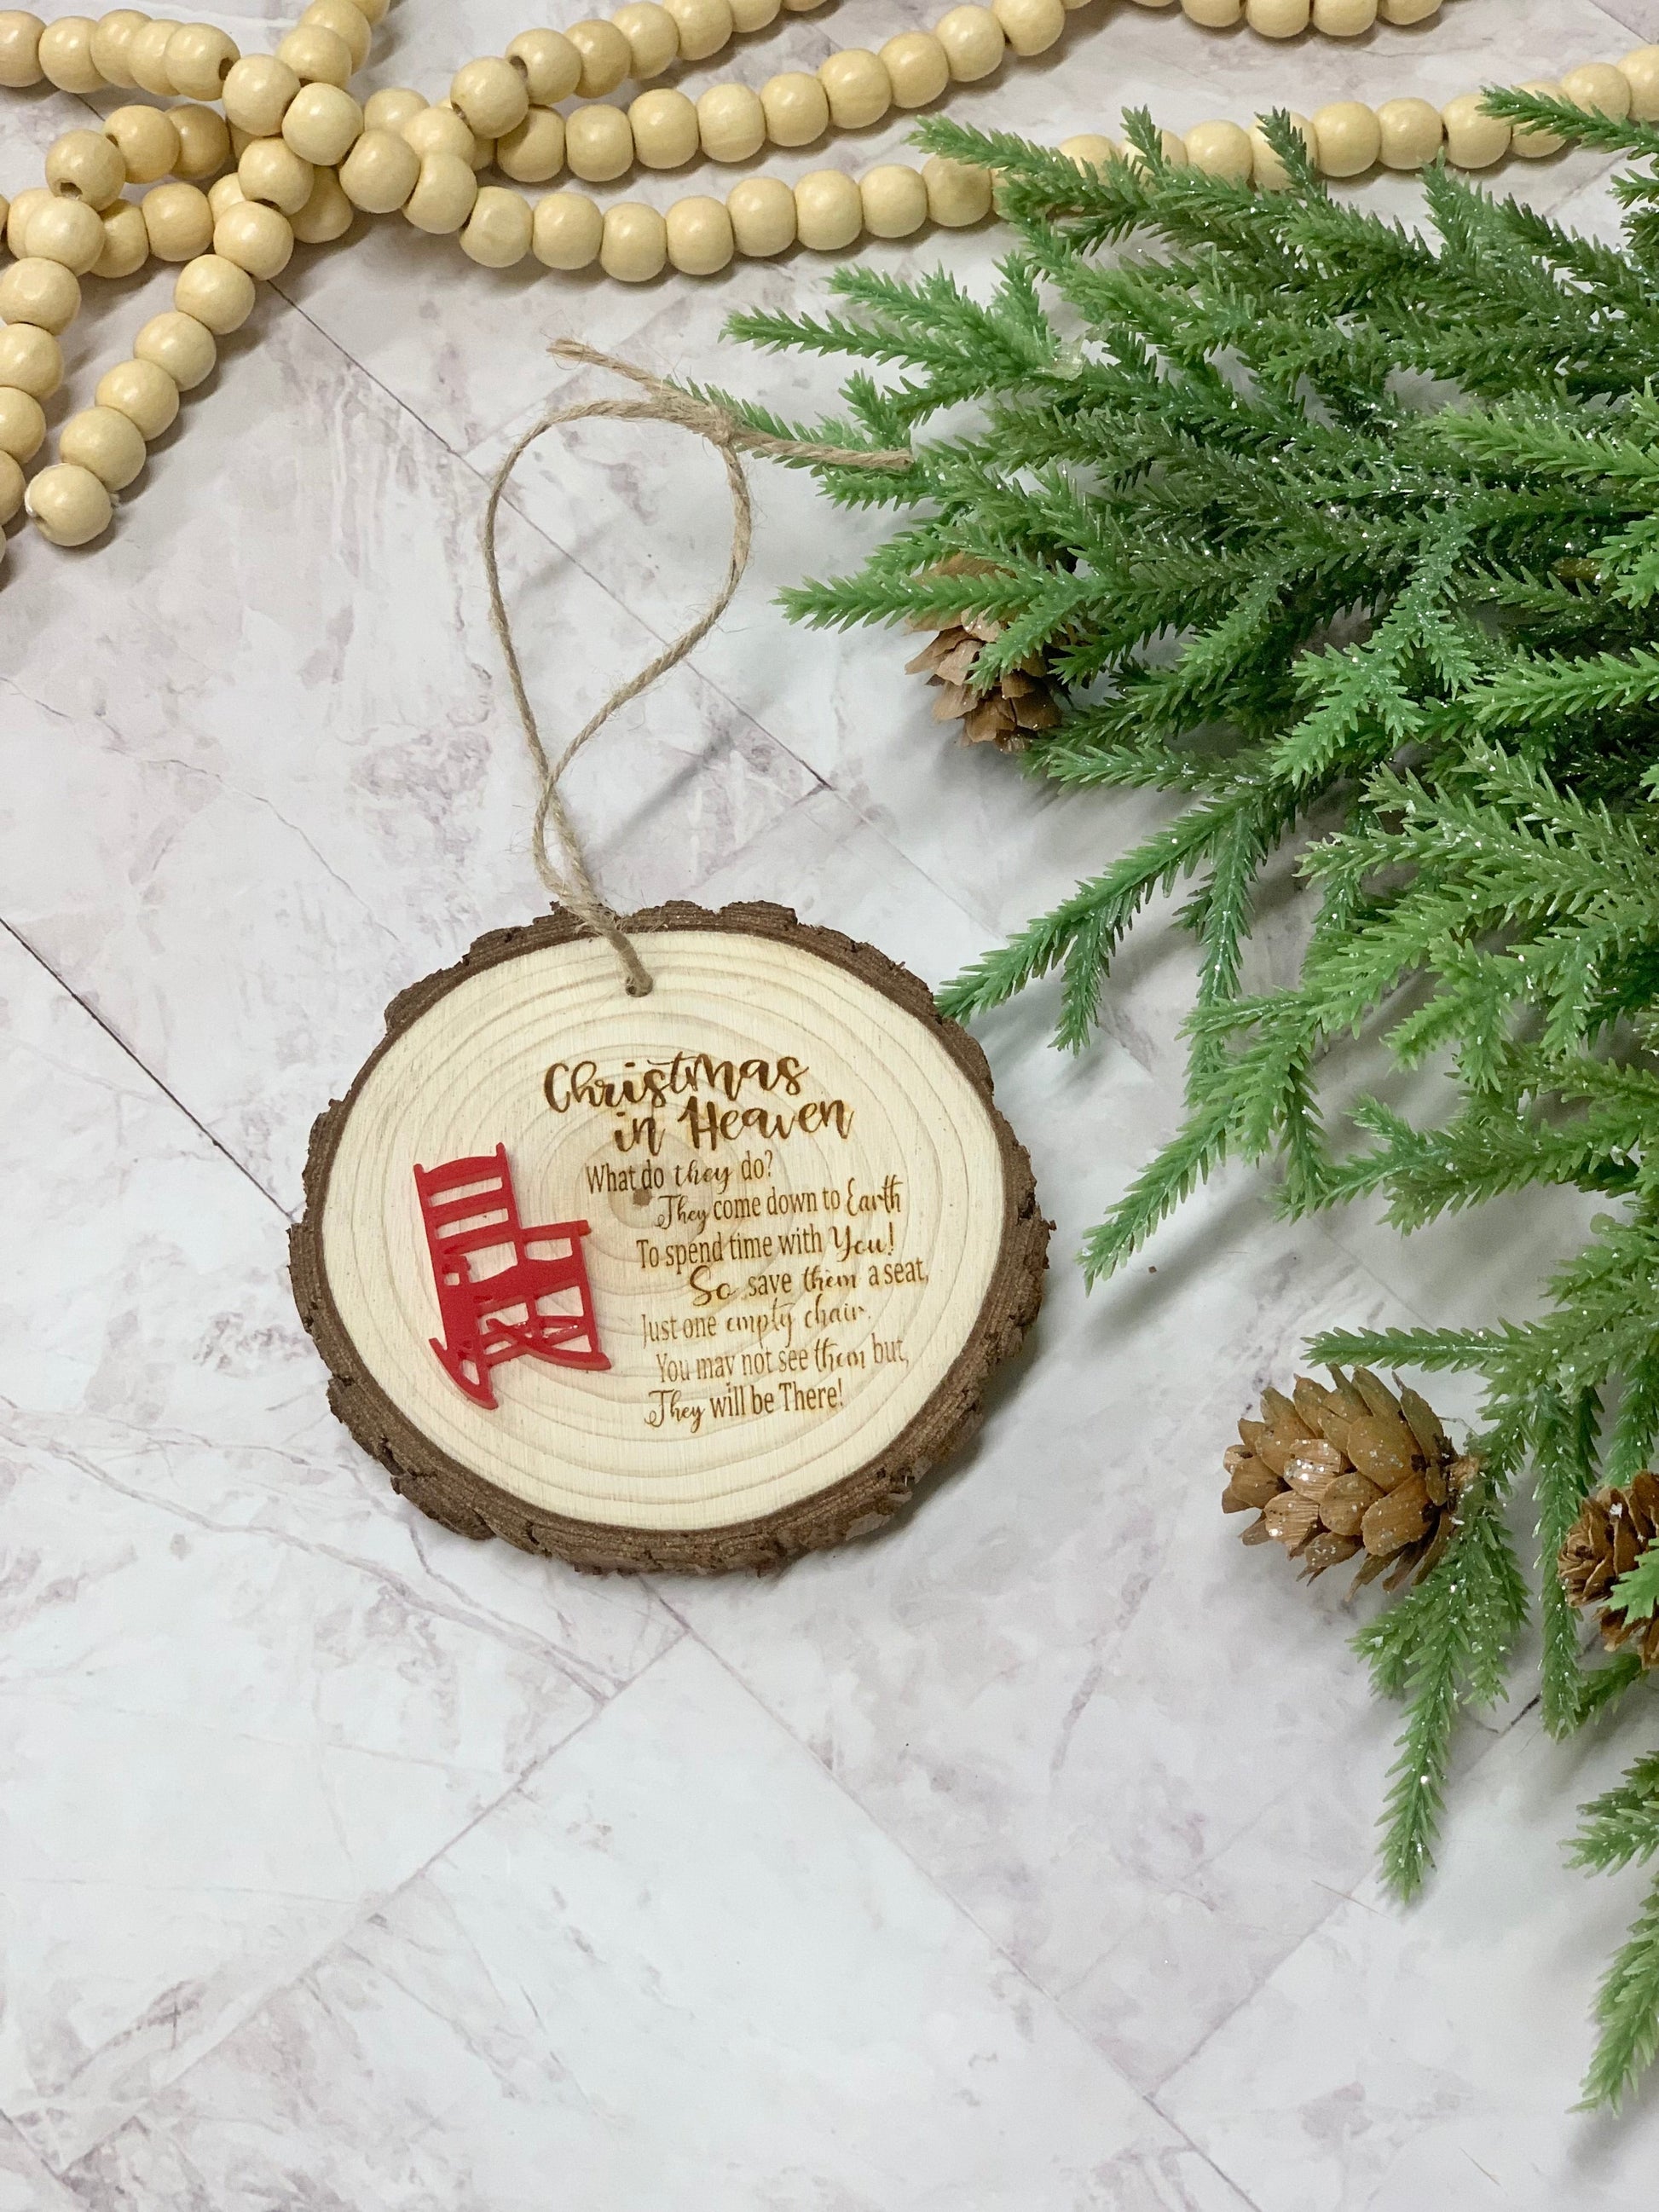 Christmas
in Heaven
What do they do?
They come down to Earth
To spend time with You!
So save them a seat,
Just one empty chair.
You may not see them but,
They will be There!